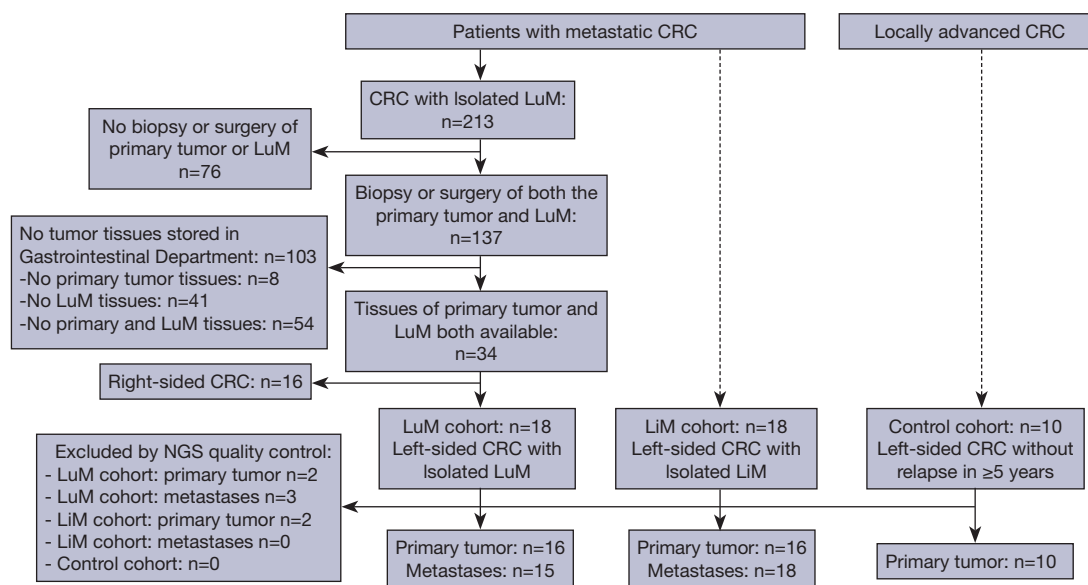 Patients with metastatic CRC
Locally advanced CRC
CRC with Isolated LuM:
n=213
No biopsy or surgery of
primary tumor or LuM
n=76
Biopsy or surgery of both the
primary tumor and LuM:
n=137
No tumor tissues stored in
Gastrointestinal Department: n=103
-No primary tumor tissues: n=8
-No LuM tissues: n=41
-No primary and LuM tissues: n=54
Tissues of primary tumor and
LuM both available:
n=34
Right-sided CRC: n=16
LuM cohort: n=18
Left-sided CRC with
Isolated LuM
LiM cohort: n=18
Left-sided CRC with
Isolated LiM
Control cohort: n=10
Left-sided CRC without
relapse in ≥5 years
Excluded by NGS quality control:
- LuM cohort: primary tumor n=2
- LuM cohort: metastases n=3
- LiM cohort: primary tumor n=2
- LiM cohort: metastases n=0
- Control cohort: n=0
Primary tumor: n=16
Metastases: n=15
Primary tumor: n=16
Metastases: n=18
Primary tumor: n=10